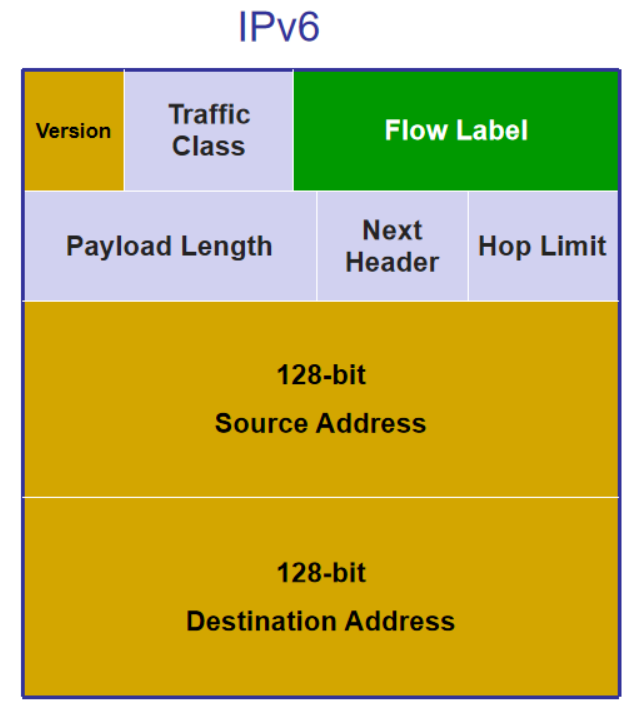 IPv6
Version
Traffic
Class
Flow Label
Payload Length
Next
Header
Hop Limit
128-bit
Source Address
128-bit
Destination Address